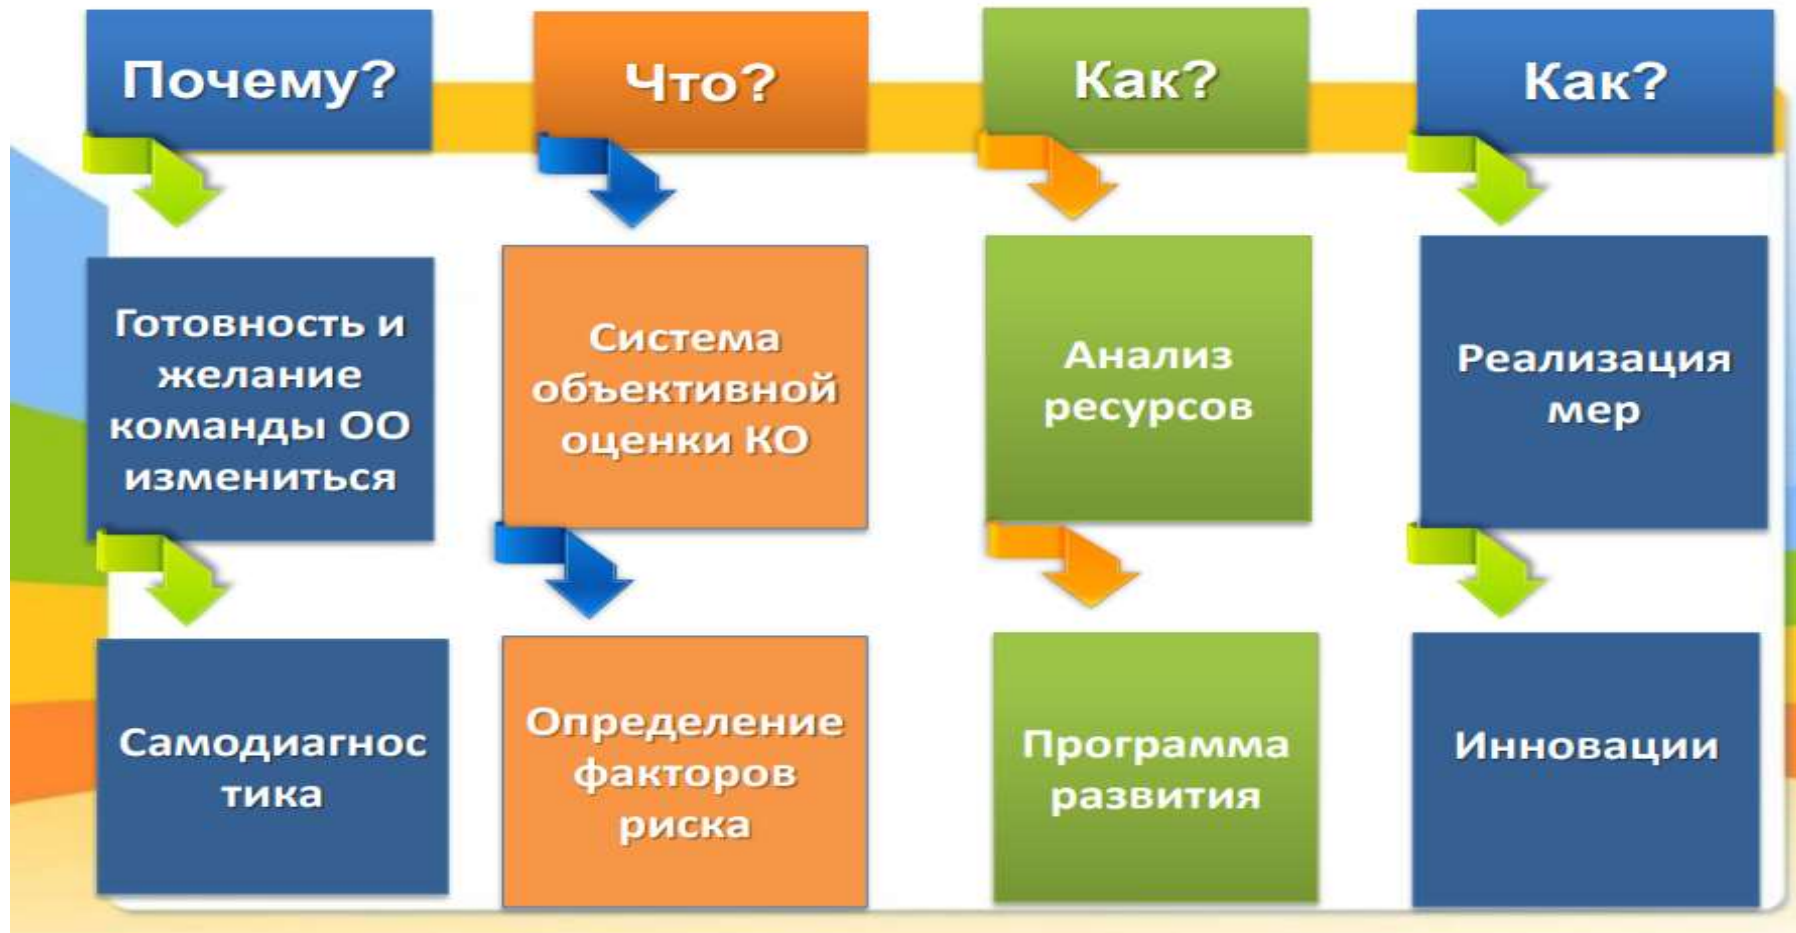 Почему?
Что?
Как?
Как?
Готовность и
желание
команды ОО
измениться
Система
объективной
оценки КО
Анализ
ресурсов
Реализация
мер
Самодиагнос
тика
Определение
факторов
риска
Программа
развития
Инновации